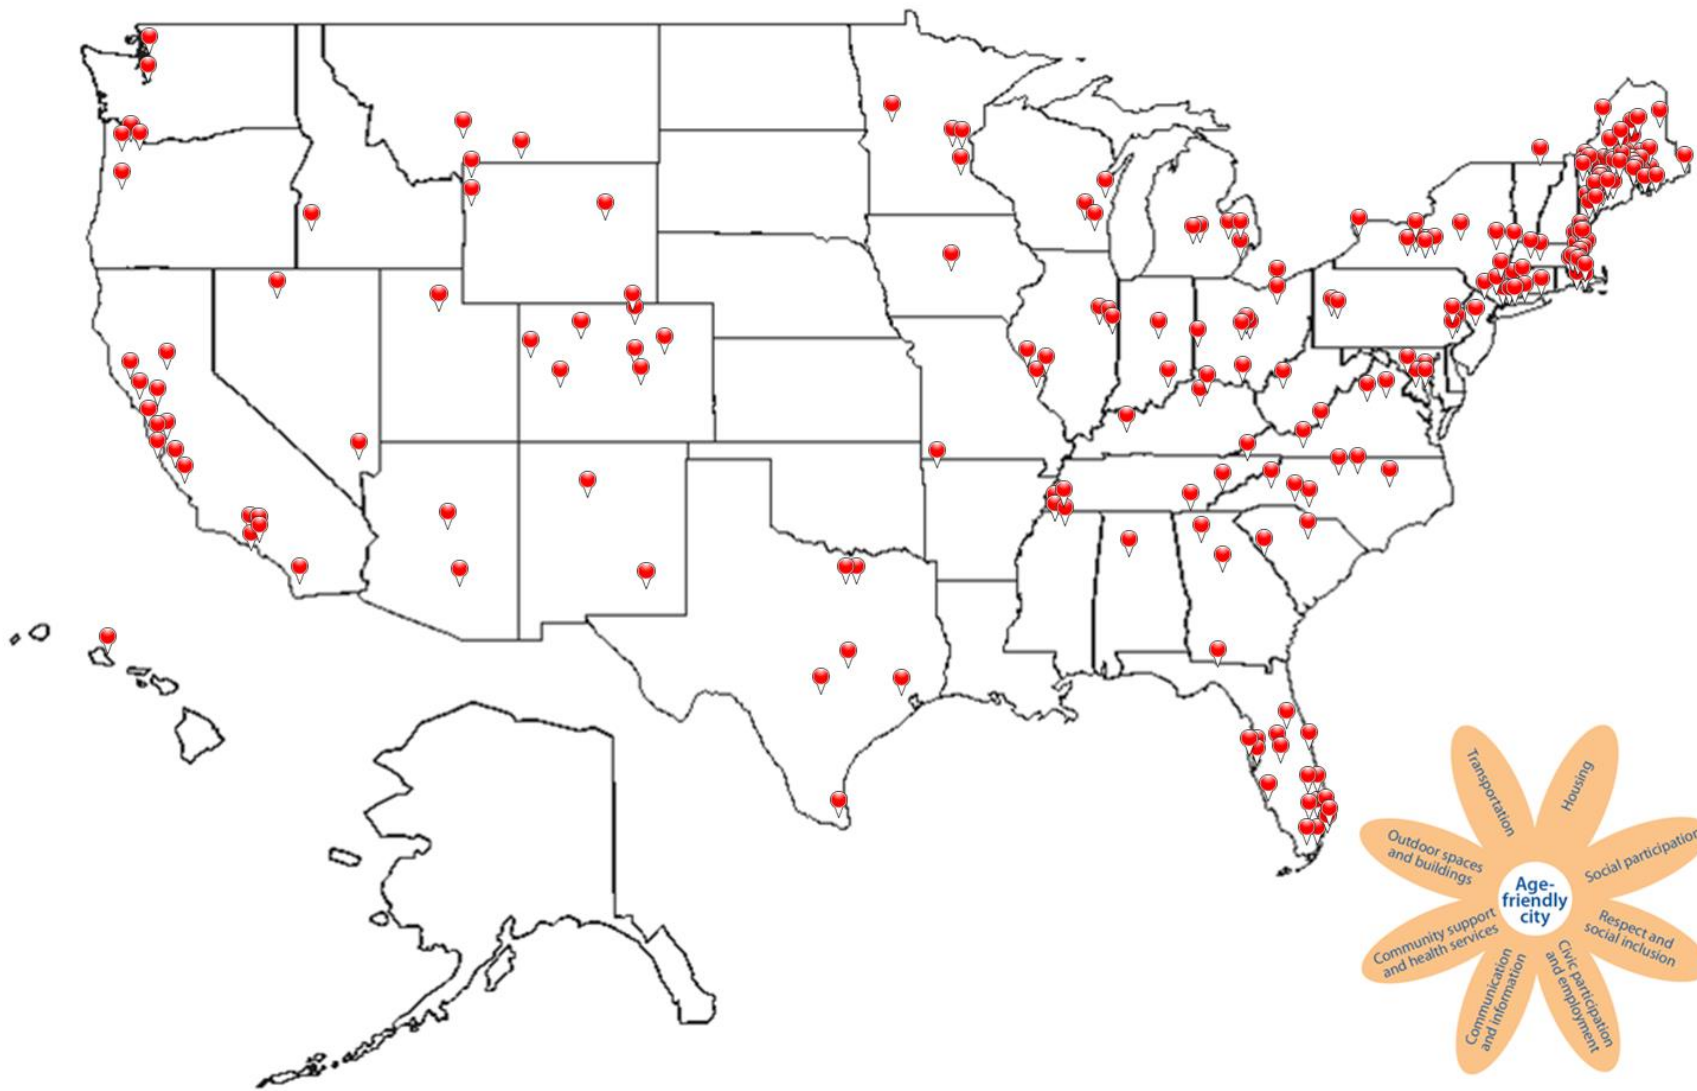 Transportation
Housing
Outdoor spaces
and buildings
Social participation
Age-
friendly
city
Community support
and health services
Respect and
social inclusion
Communication
and information
Civic participation
and employment